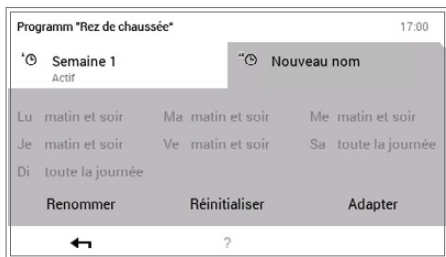 Programm "Rez de chaussée" 17:00
Semaine 1 Nouveau nom
Actif
Lu matin et soir Ma matin et soir Me matin et soir
Je matin et soir Ve matin et soir Sa toute la journée
Di toute la journée
Renommer Réinitialiser Adapter
?